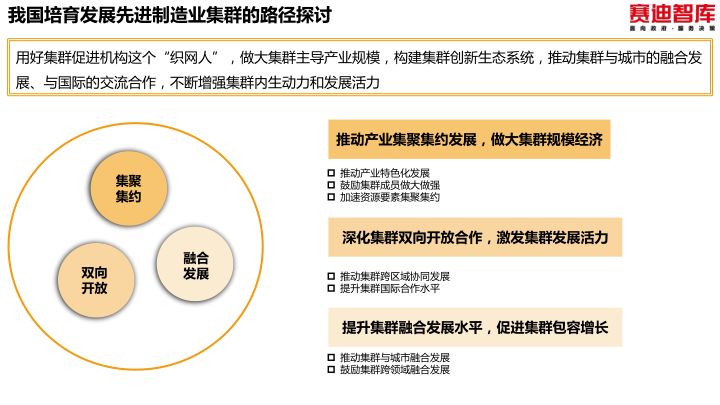 我国培育发展先进制造业集群的路径探讨
赛迪智库
面向政府·服务决策
用好集群促进机构这个“织网人”，做大集群主导产业规模，构建集群创新生态系统，推动集群与城市的融合发
展、与国际的交流合作，不断增强集群内生动力和发展活力
集聚
集约
双向
开放
融合
发展
推动产业集聚集约发展，做大集群规模经济
推动产业特色化发展
鼓励集群成员做大做强
加速资源要素集聚集约
深化集群双向开放合作，激发集群发展活力
推动集群跨区域协同发展
提升集群国际合作水平
提升集群融合发展水平，促进集群包容增长
推动集群与城市融合发展
鼓励集群跨领域融合发展